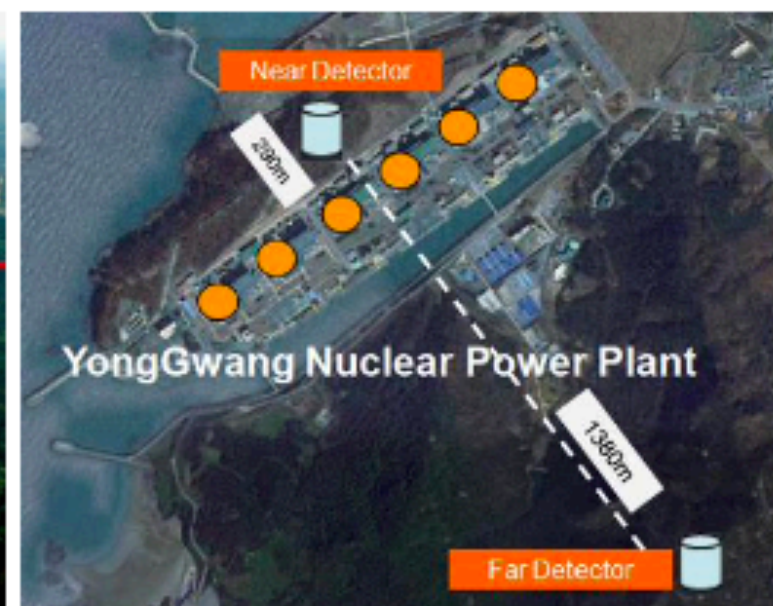 Near Detector
290m
YongGwang Nuclear Power Plant
1380m
Far Detector